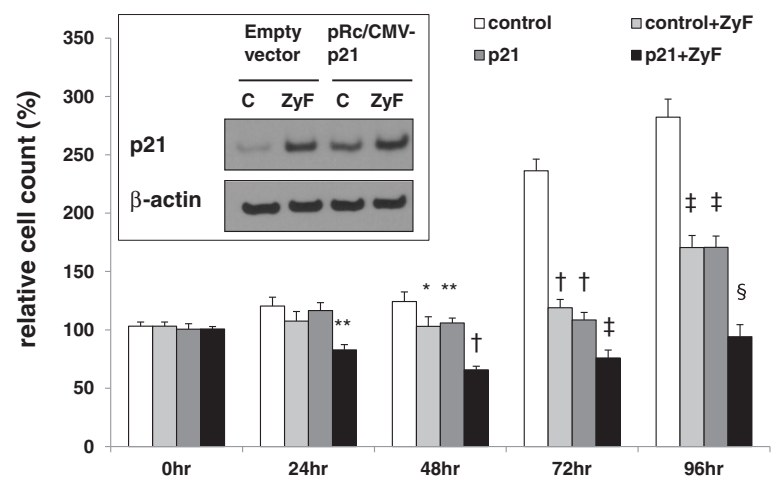 relative cell count (%)
350
300
250
200
150
100
50
0
Empty vector
pRc/CMV-p21
C ZyF C ZyF
p21
β-actin
control
control+ZyF
p21
p21+ZyF
**
* **
†
† †
‡
‡ ‡
§
0hr 24hr 48hr 72hr 96hr